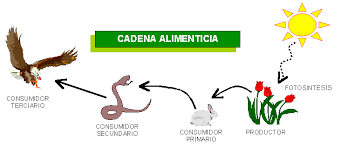 CADENA ALIMENTICIA
FOTOSINTESIS
CONSUMIDOR
TERCIARIO
CONSUMIDOR
SECUNDARIO
CONSUMIDOR
PRIMARIO
PRODUCTOR